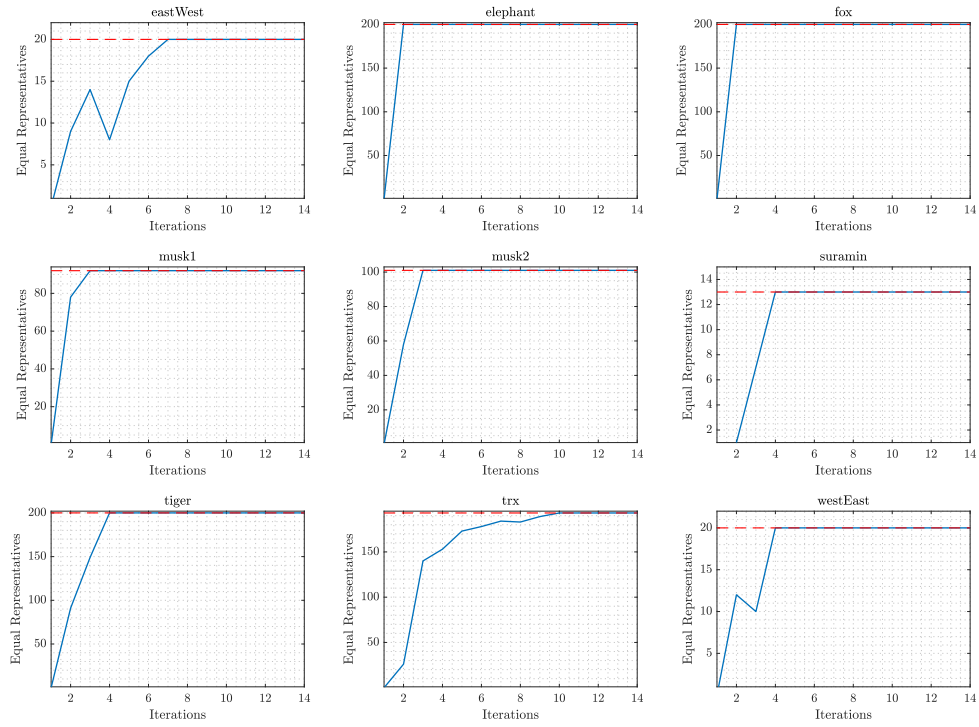 eastWest
20
15
10
5
Equal Representatives
2 4 6 8 10 12 14
Iterations
elephant
200
150
100
50
Equal Representatives
2 4 6 8 10 12 14
Iterations
fox
200
150
100
50
Equal Representatives
2 4 6 8 10 12 14
Iterations
musk1
80
60
40
20
Equal Representatives
2 4 6 8 10 12 14
Iterations
musk2
100
80
60
40
20
Equal Representatives
2 4 6 8 10 12 14
Iterations
suramin
14
12
10
8
6
4
2
Equal Representatives
2 4 6 8 10 12 14
Iterations
tiger
200
150
100
50
Equal Representatives
2 4 6 8 10 12 14
Iterations
trx
150
100
50
Equal Representatives
2 4 6 8 10 12 14
Iterations
westEast
20
15
10
5
Equal Representatives
2 4 6 8 10 12 14
Iterations